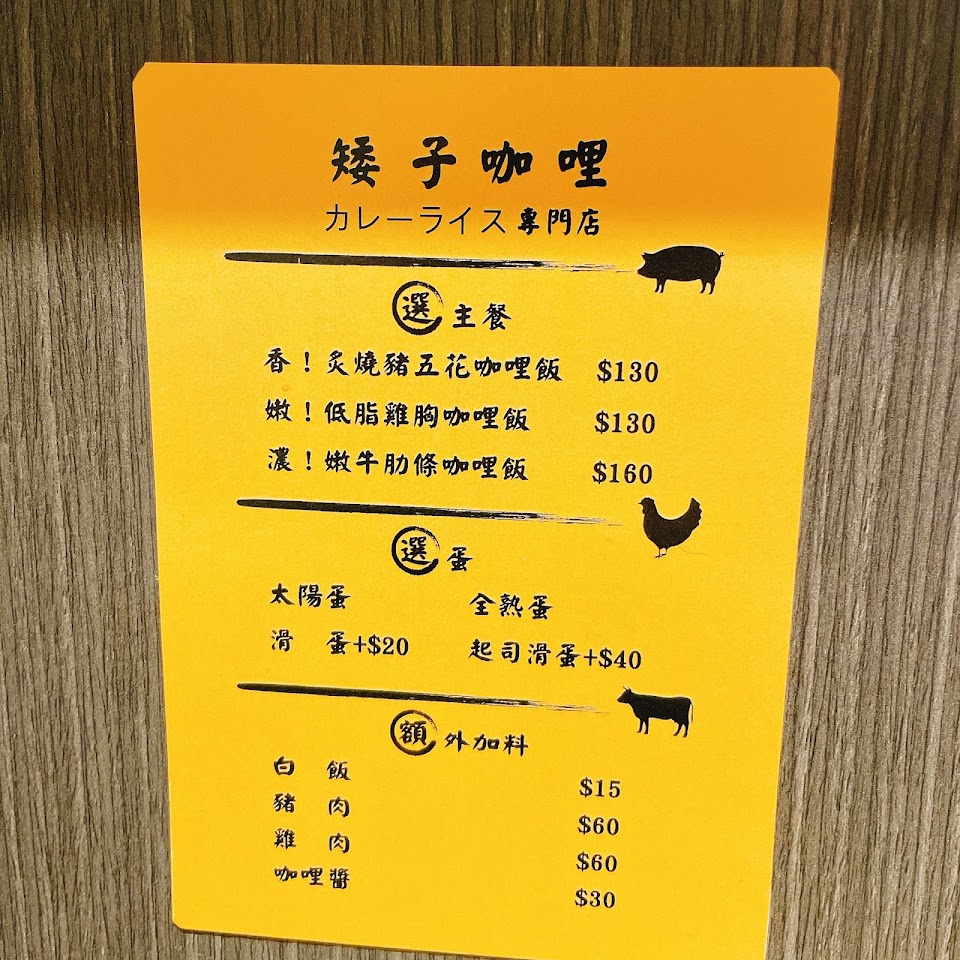 矮子咖哩
カレーライス專門店
選主餐
香！炙燒豬五花咖哩飯 $130
嫩！低脂雞胸咖哩飯 $130
濃！嫩牛肋條咖哩飯 $160
選蛋
太陽蛋 全熟蛋
滑 蛋+$20 起司滑蛋+$40
額外加料
白 飯 $15
豬 肉 $60
雞 肉 $60
咖哩醬 $30